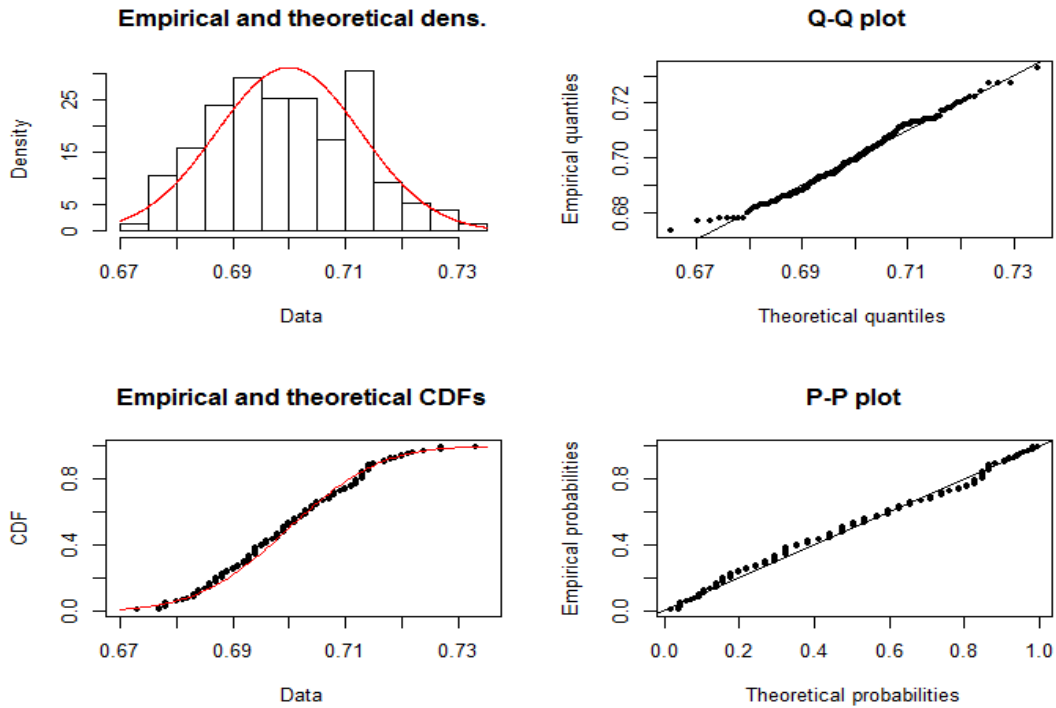 Empirical and theoretical dens.
Density
5
15
25
0
0.67
0.69
0.71
0.73
Data
Q-Q plot
Empirical quantiles
0.68
0.70
0.72
0.67
0.69
0.71
0.73
Theoretical quantiles
Empirical and theoretical CDFs
CDF
0.0
0.4
0.8
0.67
0.69
0.71
0.73
Data
P-P plot
Empirical probabilities
0.0
0.4
0.8
0.0
0.2
0.4
0.6
0.8
1.0
Theoretical probabilities